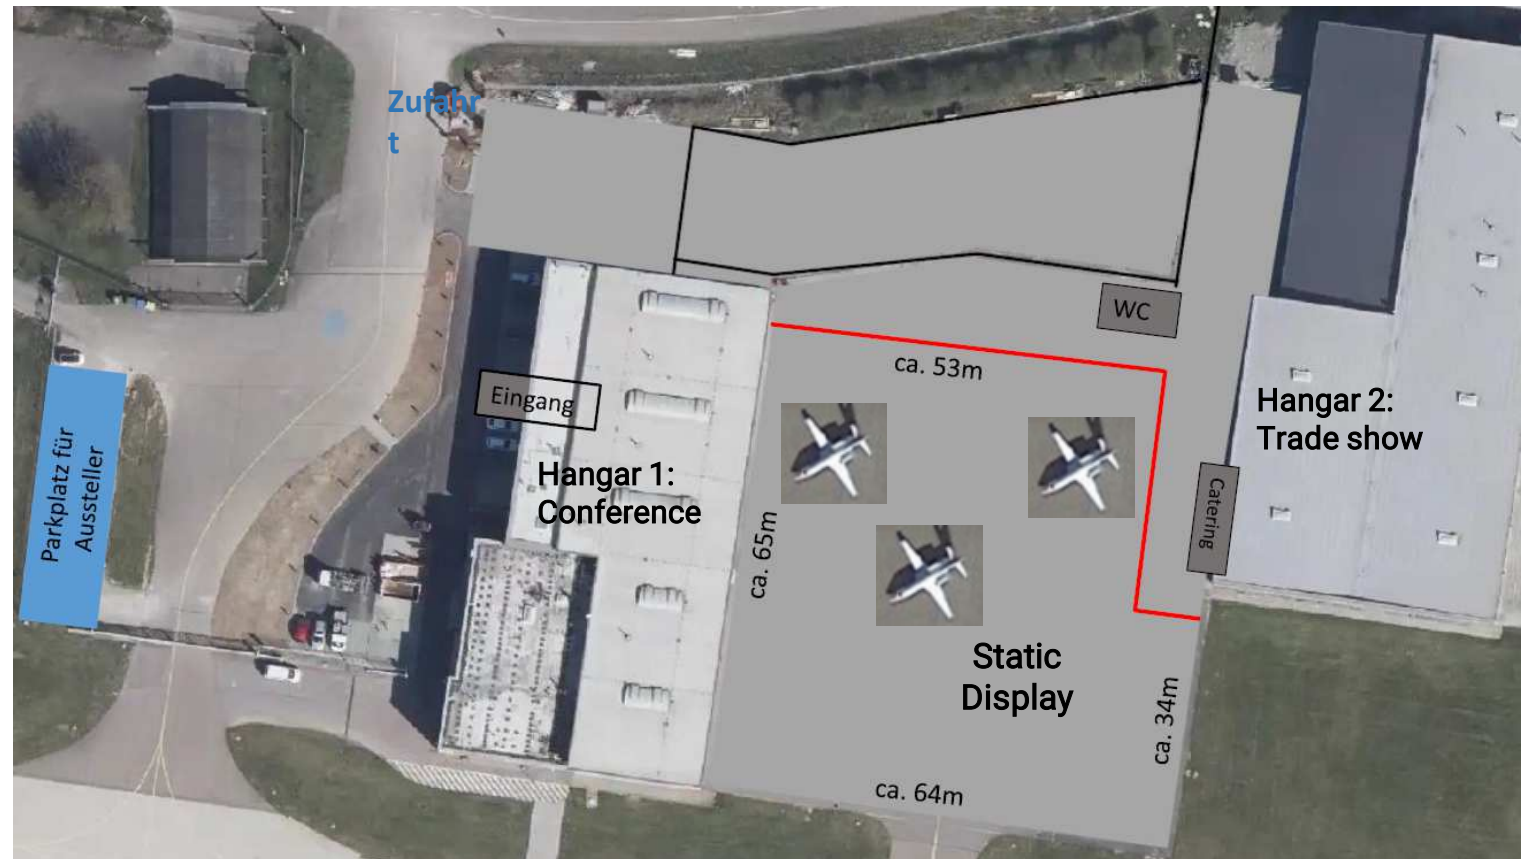 Zufahr
t
WC
ca. 53m
Eingang
Hangar 2:
Trade show
Hangar 1:
Conference
Parkplatz für
Aussteller
ca. 65m
Catering
Static
Display
ca. 34m
ca. 64m